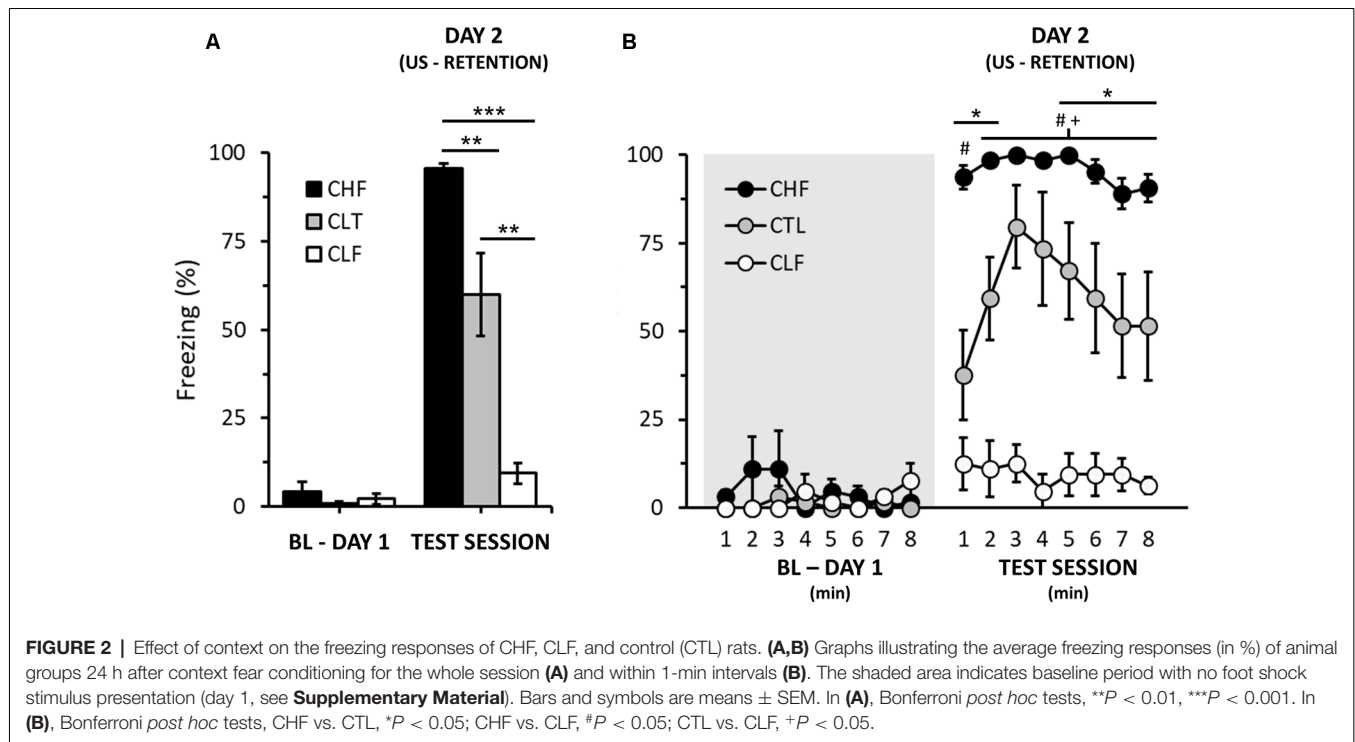 A
DAY 2
(US - RETENTION)
***
**
**
100
75
50
25
0
Freezing (%)
CHF
CLT
CLF
BL - DAY 1
TEST SESSION
B
DAY 2
(US - RETENTION)
*
*
# +
#
100
75
50
25
0
CHF
CTL
CLF
1 2 3 4 5 6 7 8
1 2 3 4 5 6 7 8
BL – DAY 1
(min)
TEST SESSION
(min)
FIGURE 2 | Effect of context on the freezing responses of CHF, CLF, and control (CTL) rats. (A,B) Graphs illustrating the average freezing responses (in %) of animal
groups 24 h after context fear conditioning for the whole session (A) and within 1-min intervals (B). The shaded area indicates baseline period with no foot shock
stimulus presentation (day 1, see Supplementary Material). Bars and symbols are means ± SEM. In (A), Bonferroni post hoc tests, **P < 0.01, ***P < 0.001. In
(B), Bonferroni post hoc tests, CHF vs. CTL, *P < 0.05; CHF vs. CLF, #P < 0.05; CTL vs. CLF, +P < 0.05.